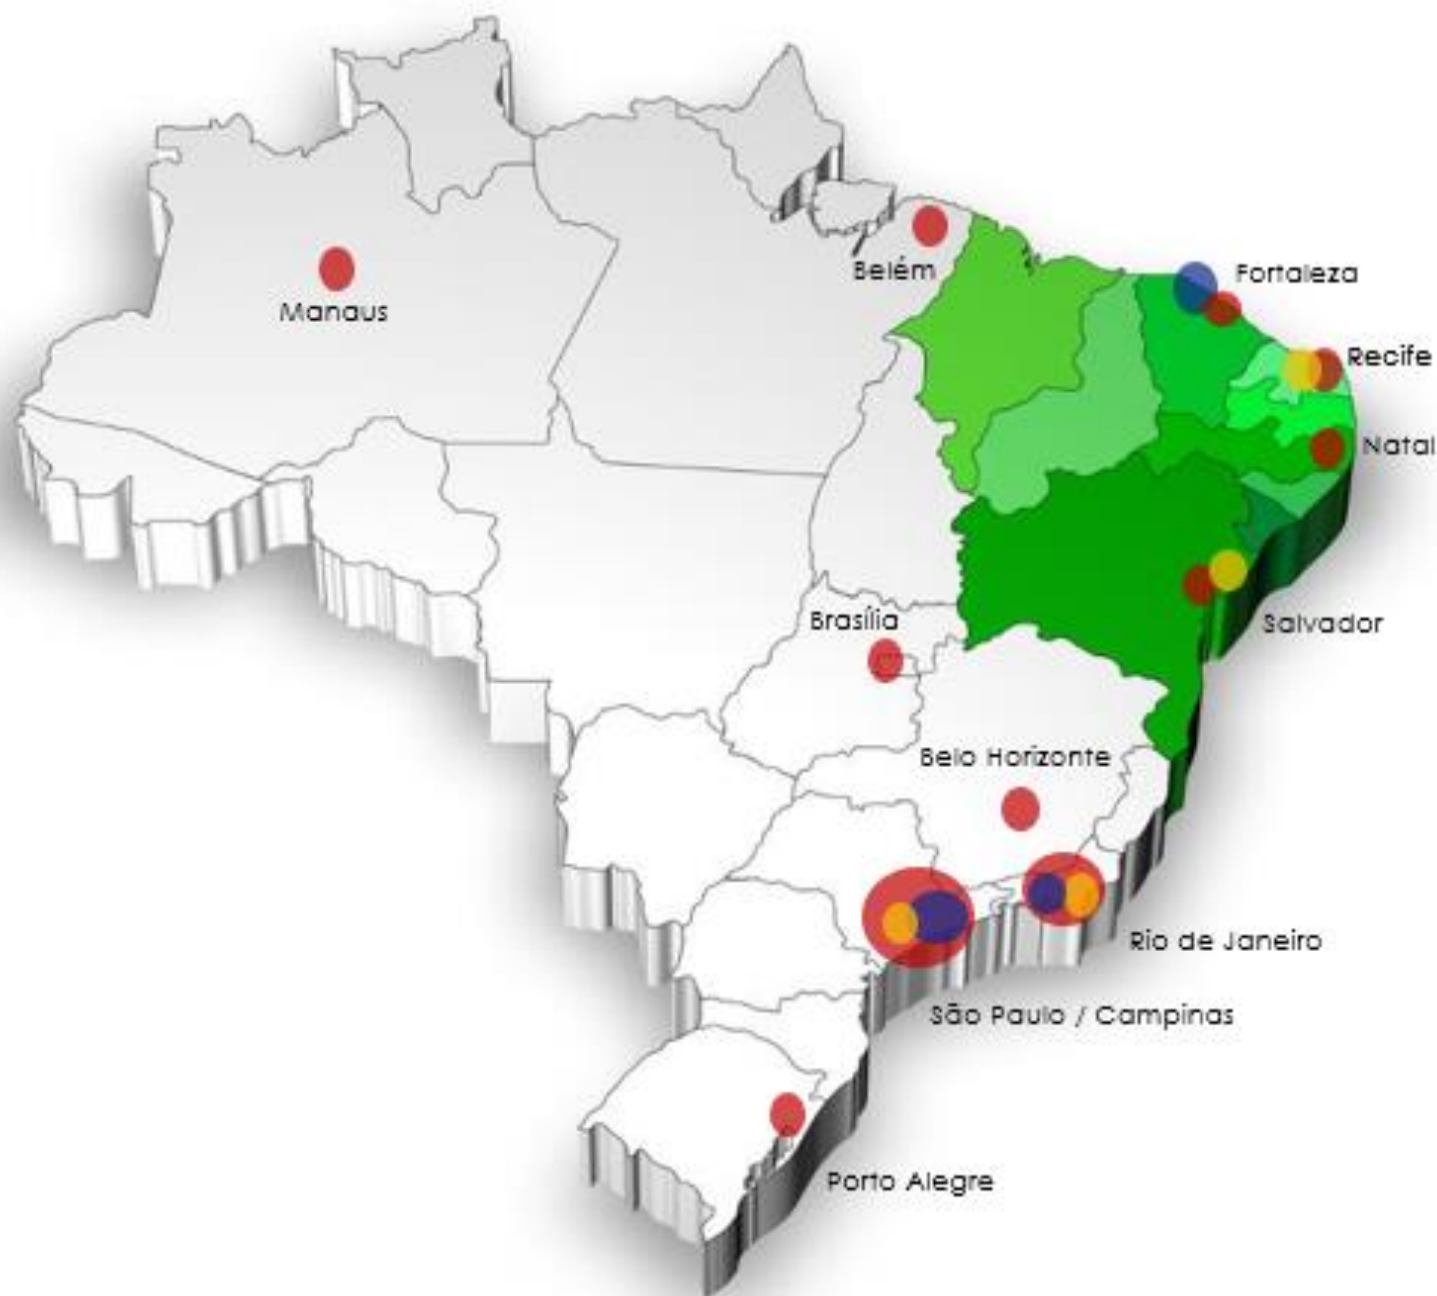 Belém
Fortaleza
Manaus
Recife
Natal
Brasília
Salvador
Belo Horizonte
Rio de Janeiro
São Paulo / Campinas
Porto Alegre